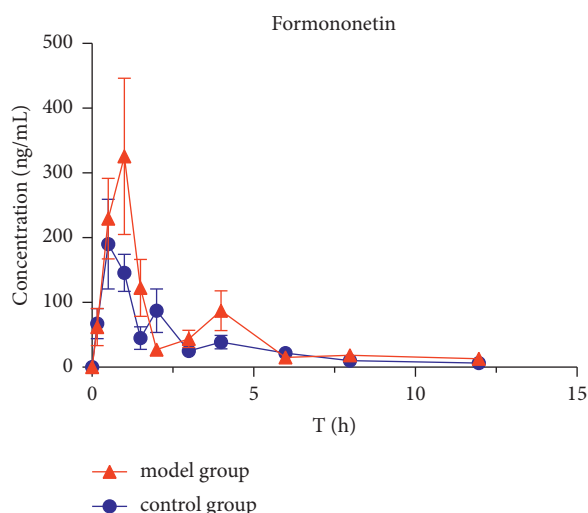 Formononetin
Concentration (ng/mL)
500
400
300
200
100
0
0 5 10 15
T (h)
model group
control group